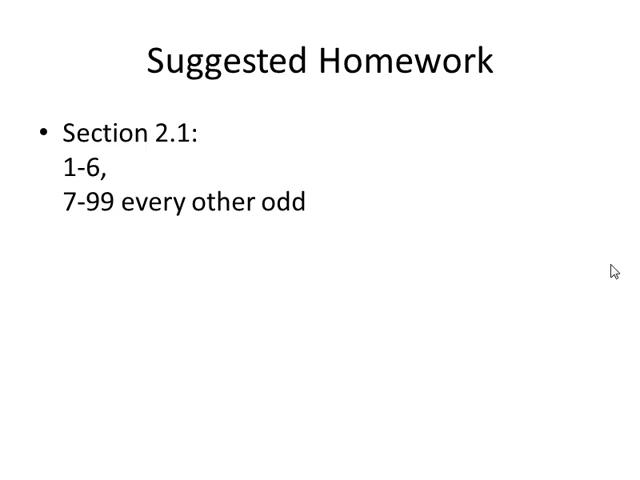 Suggested Homework
• Section 2.1:
1-6,
7-99 every other odd